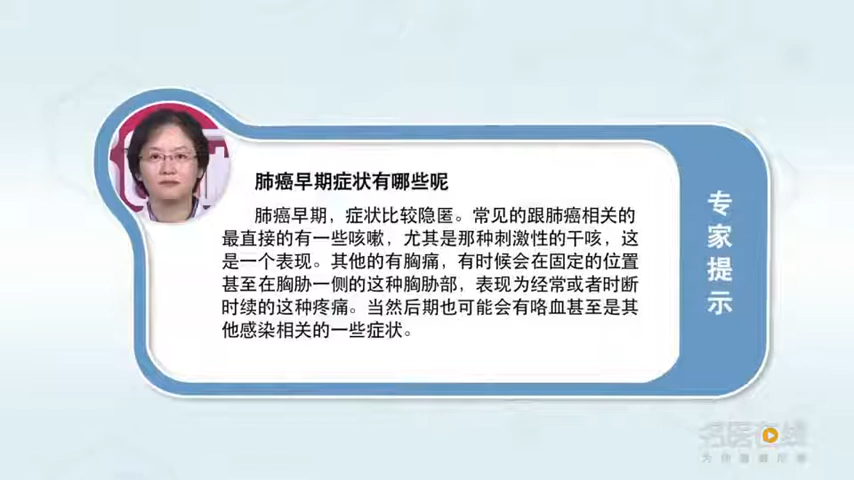 肺癌早期症状有哪些呢
肺癌早期，症状比较隐匿。常见的跟肺癌相关的
最直接的有一些咳嗽，尤其是那种刺激性的干咳，这
是一个表现。其他的有胸痛，有时候会在固定的位置
甚至在胸胁一侧的这种胸胁部，表现为经常或者时断
时续的这种疼痛。当然后期也可能会有咯血甚至是其
他感染相关的一些症状。
专家提示
名医在线